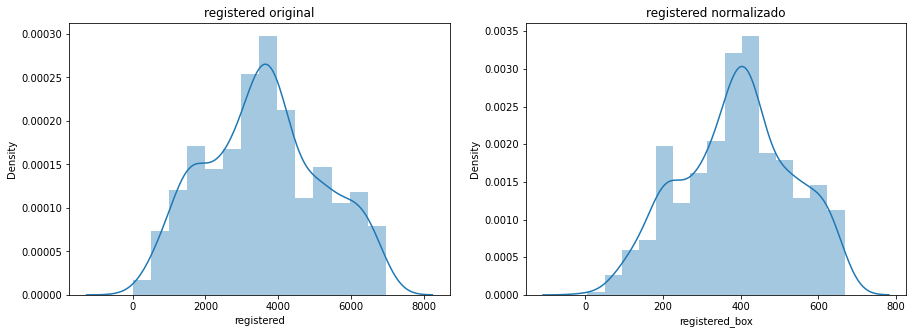 registered original
Density
0.00030
0.00025
0.00020
0.00015
0.00010
0.00005
0.00000
0 2000 4000 6000 8000
registered
registered normalizado
Density
0.0035
0.0030
0.0025
0.0020
0.0015
0.0010
0.0005
0.0000
0 200 400 600 800
registered_box